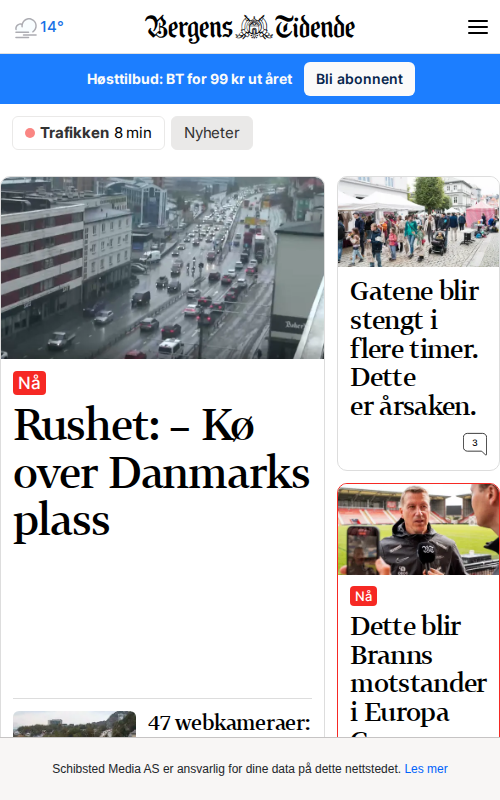 14°
Bergens Tidende
Høsttilbud: BT for 99 kr ut året
Bli abonnent
Trafikken 8 min
Nyheter
Nå
Rushet: – Kø
over Danmarks
plass
47 webkameraer:
Gatene blir
stengt i
flere timer.
Dette
er årsaken.
3
Nå
Dette blir
Branns
motstander
i Europa
Schibsted Media AS er ansvarlig for dine data på dette nettstedet. Les mer